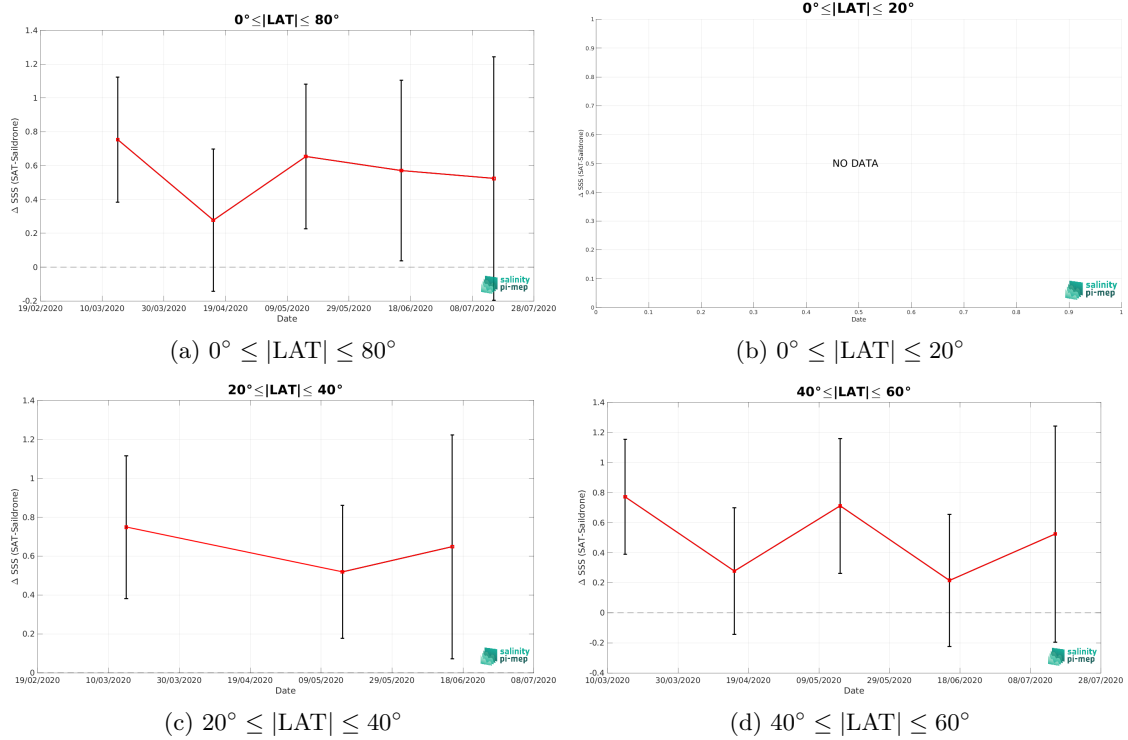 0°≤|LAT|≤ 80°
Δ SSS (SAT-Saildrone)
1.4
1.2
1
0.8
0.6
0.4
0.2
0
-0.2
19/02/2020 10/03/2020 30/03/2020 19/04/2020 09/05/2020 29/05/2020 18/06/2020 08/07/2020 28/07/2020
Date
salinity
pi-mep
(a) 0° ≤ |LAT| ≤ 80°
0°≤|LAT|≤ 20°
Δ SSS (SAT-Saildrone)
1
0.9
0.8
0.7
0.6
0.5
0.4
0.3
0.2
0.1
0
NO DATA
0 0.1 0.2 0.3 0.4 0.5 0.6 0.7 0.8 0.9 1
Date
salinity
pi-mep
(b) 0° ≤ |LAT| ≤ 20°
20°≤|LAT|≤ 40°
Δ SSS (SAT-Saildrone)
1.4
1.2
1
0.8
0.6
0.4
0.2
0
19/02/2020 10/03/2020 30/03/2020 19/04/2020 09/05/2020 29/05/2020 18/06/2020 08/07/2020
Date
salinity
pi-mep
(c) 20° ≤ |LAT| ≤ 40°
40°≤|LAT|≤ 60°
Δ SSS (SAT-Saildrone)
1.4
1.2
1
0.8
0.6
0.4
0.2
0
-0.2
-0.4
10/03/2020 30/03/2020 19/04/2020 09/05/2020 29/05/2020 18/06/2020 08/07/2020 28/07/2020
Date
salinity
pi-mep
(d) 40° ≤ |LAT| ≤ 60°